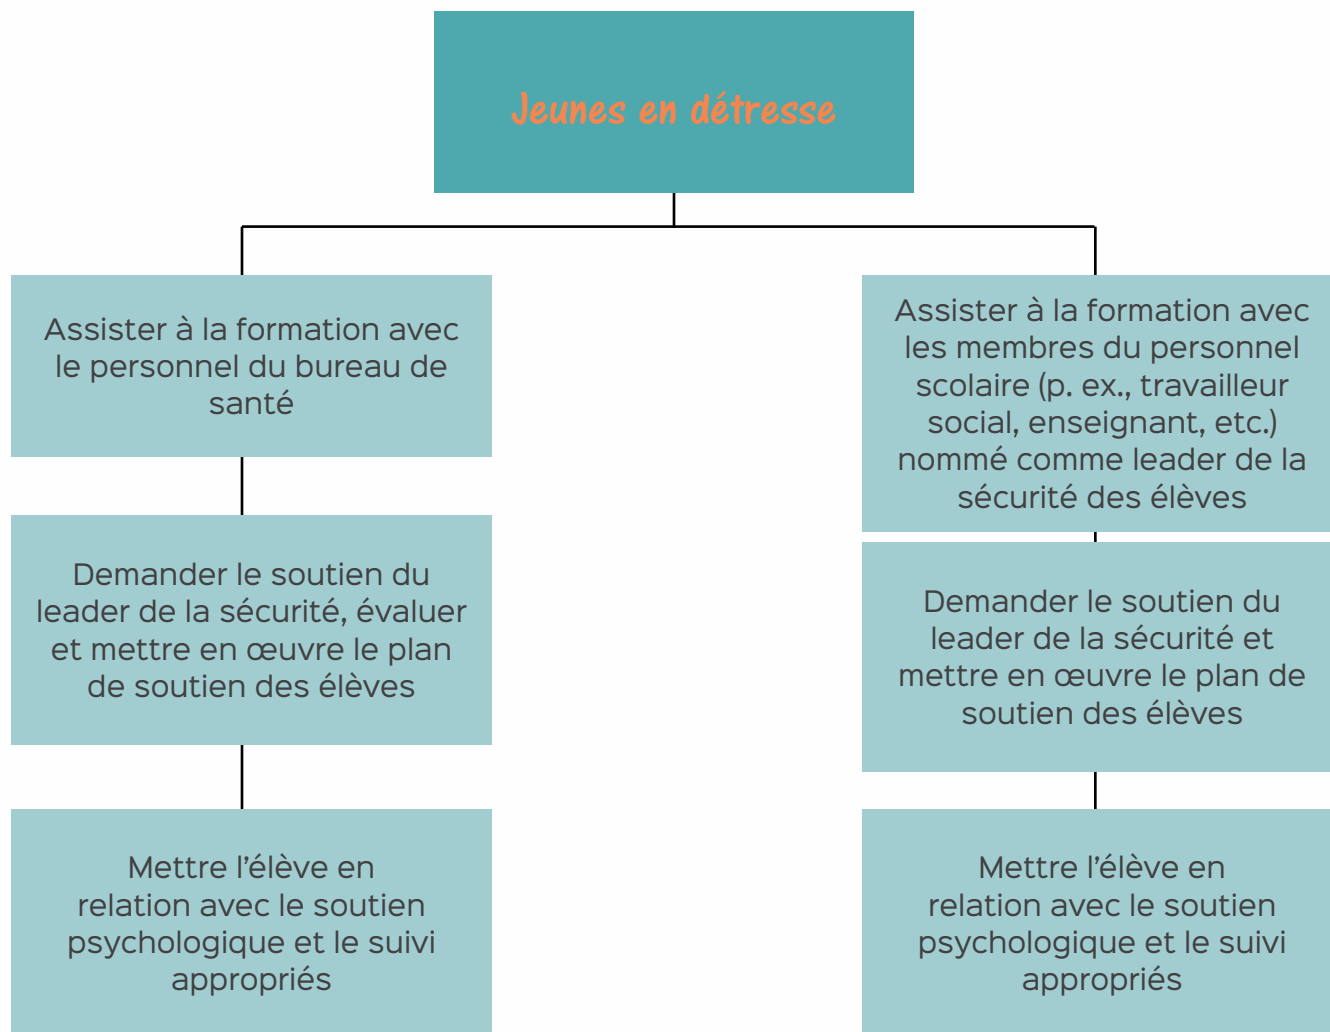 Jeunes en détresse
Assister à la formation avec
le personnel du bureau de
santé
Demander le soutien du
leader de la sécurité, évaluer
et mettre en œuvre le plan
de soutien des élèves
Mettre l’élève en
relation avec le soutien
psychologique et le suivi
appropriés
Assister à la formation avec
les membres du personnel
scolaire (p. ex., travailleur
social, enseignant, etc.)
nommé comme leader de la
sécurité des élèves
Demander le soutien du
leader de la sécurité et
mettre en œuvre le plan de
soutien des élèves
Mettre l’élève en
relation avec le soutien
psychologique et le suivi
appropriés